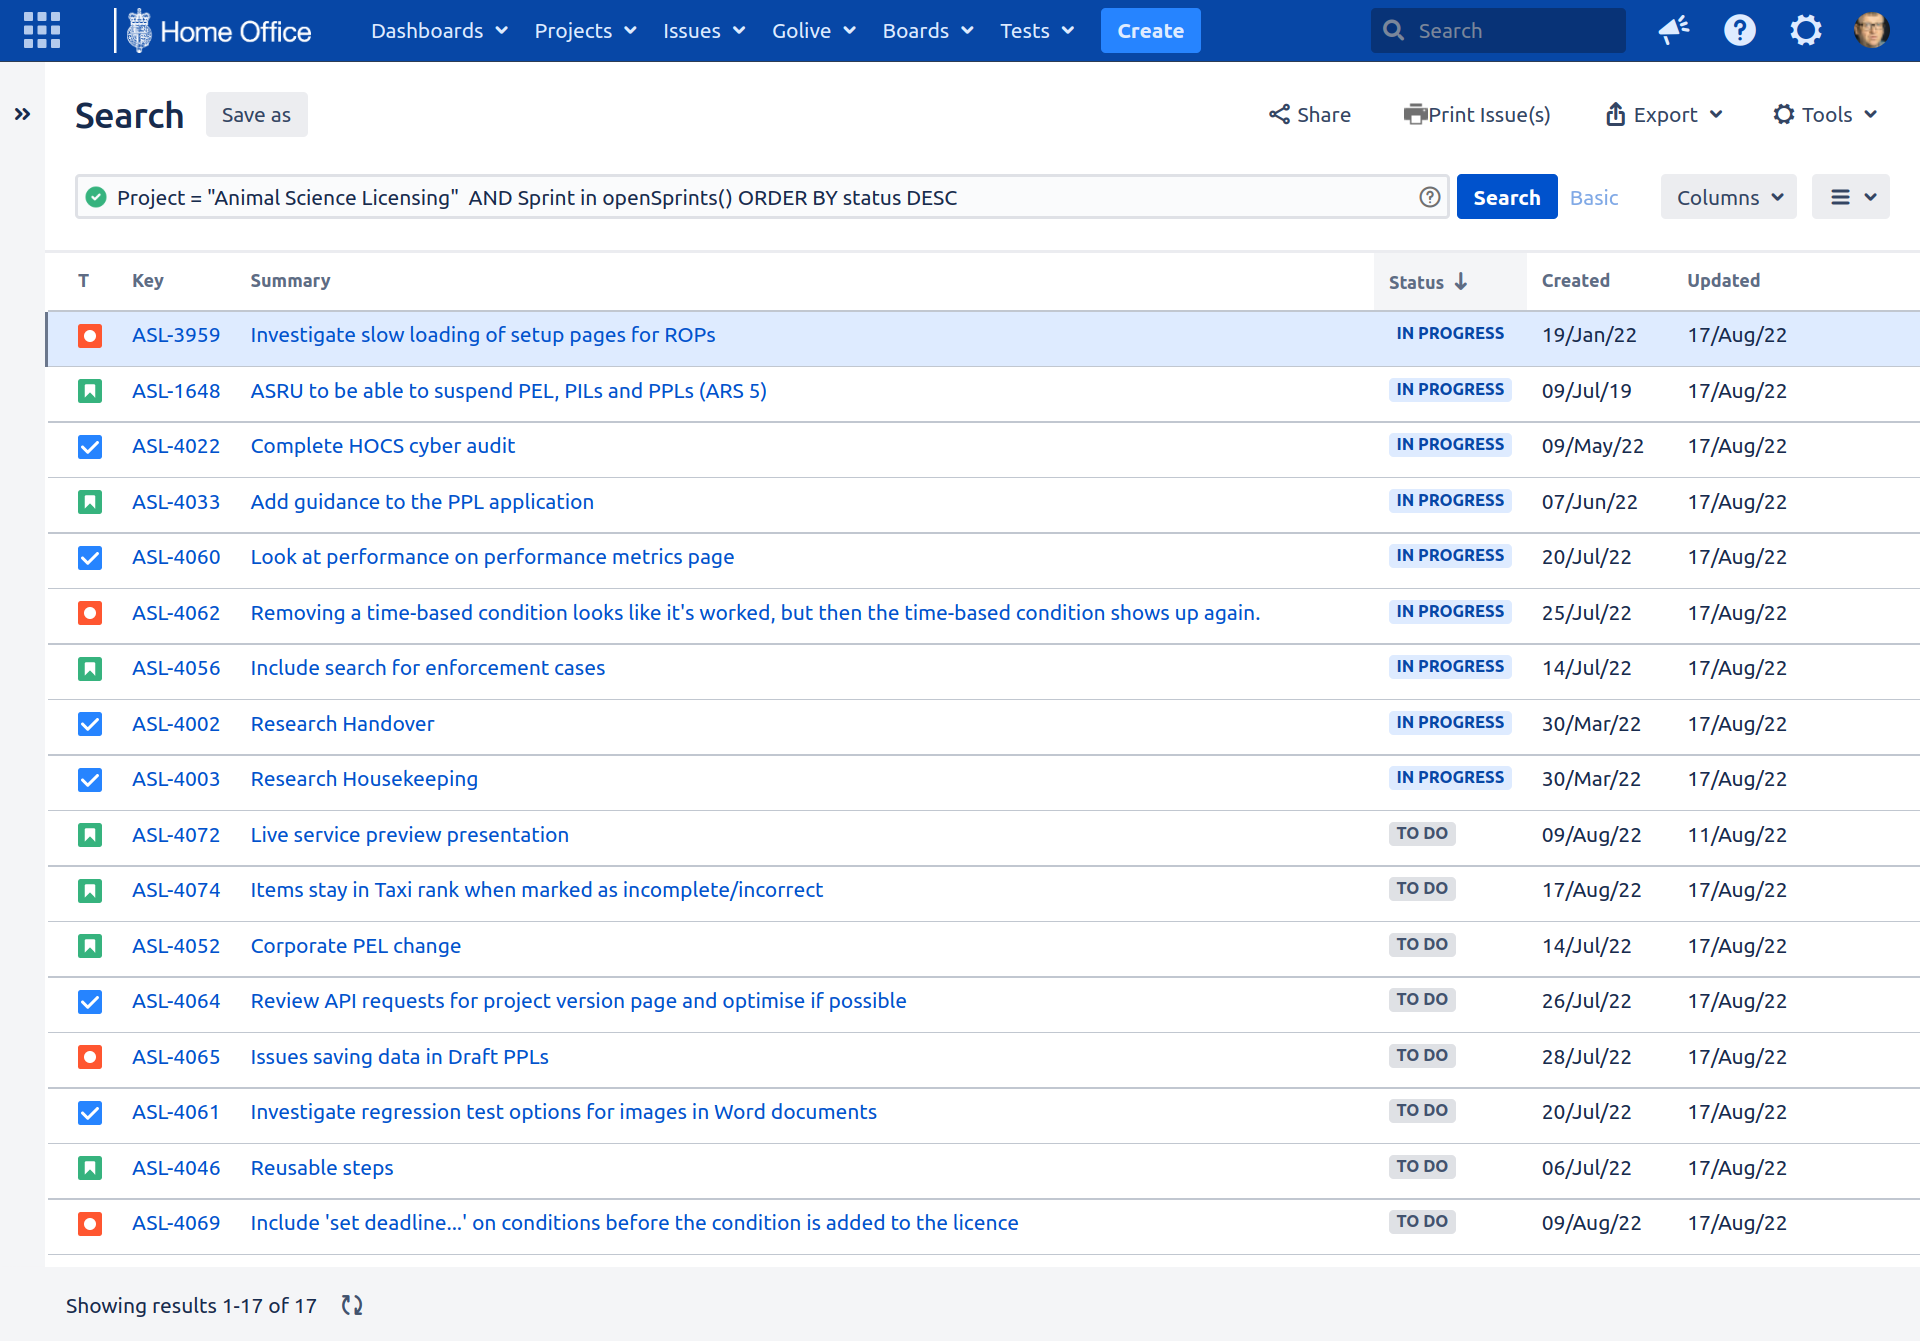 Home Office Dashboards Projects Issues Golive Boards Tests Create Search
Search Save as Share Print Issue(s) Export Tools
Project = "Animal Science Licensing" AND Sprint in openSprints() ORDER BY status DESC Search Basic Columns
T Key Summary Status Created Updated
ASL-3959 Investigate slow loading of setup pages for ROPs IN PROGRESS 19/Jan/22 17/Aug/22
ASL-1648 ASRU to be able to suspend PEL, PILs and PPLs (ARS 5) IN PROGRESS 09/Jul/19 17/Aug/22
ASL-4022 Complete HOCS cyber audit IN PROGRESS 09/May/22 17/Aug/22
ASL-4033 Add guidance to the PPL application IN PROGRESS 07/Jun/22 17/Aug/22
ASL-4060 Look at performance on performance metrics page IN PROGRESS 20/Jul/22 17/Aug/22
ASL-4062 Removing a time-based condition looks like it's worked, but then the time-based condition shows up again. IN PROGRESS 25/Jul/22 17/Aug/22
ASL-4056 Include search for enforcement cases IN PROGRESS 14/Jul/22 17/Aug/22
ASL-4002 Research Handover IN PROGRESS 30/Mar/22 17/Aug/22
ASL-4003 Research Housekeeping IN PROGRESS 30/Mar/22 17/Aug/22
ASL-4072 Live service preview presentation TO DO 09/Aug/22 11/Aug/22
ASL-4074 Items stay in Taxi rank when marked as incomplete/incorrect TO DO 17/Aug/22 17/Aug/22
ASL-4052 Corporate PEL change TO DO 14/Jul/22 17/Aug/22
ASL-4064 Review API requests for project version page and optimise if possible TO DO 26/Jul/22 17/Aug/22
ASL-4065 Issues saving data in Draft PPLs TO DO 28/Jul/22 17/Aug/22
ASL-4061 Investigate regression test options for images in Word documents TO DO 20/Jul/22 17/Aug/22
ASL-4046 Reusable steps TO DO 06/Jul/22 17/Aug/22
ASL-4069 Include 'set deadline...' on conditions before the condition is added to the licence TO DO 09/Aug/22 17/Aug/22
Showing results 1-17 of 17